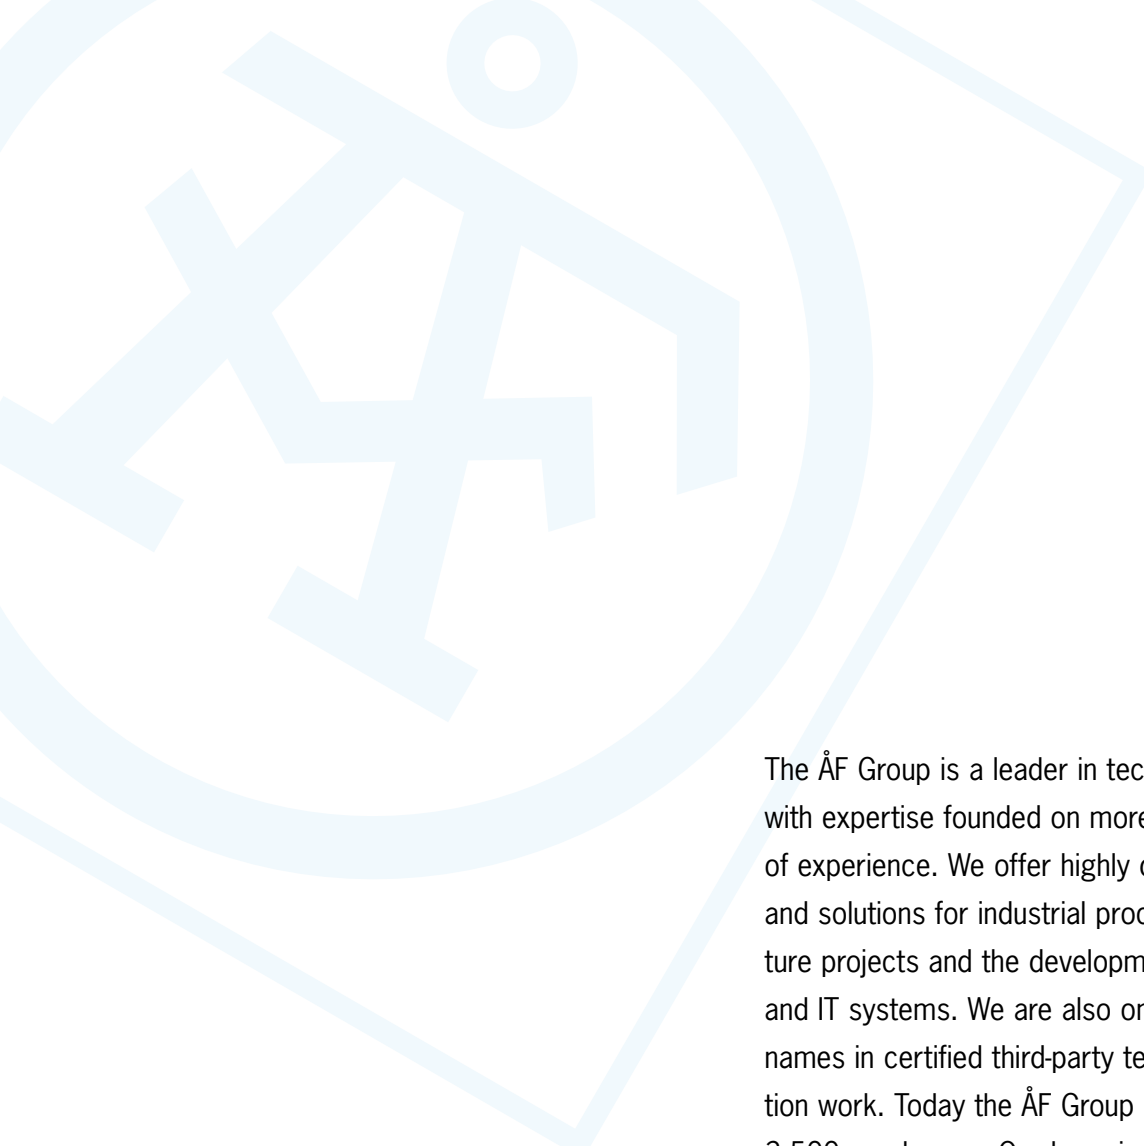 The ÅF Group is a leader in tec
with expertise founded on more
of experience. We offer highly
and solutions for industrial proc
ture projects and the developm
and IT systems. We are also
names in certified third-party te
tion work. Today the ÅF Group